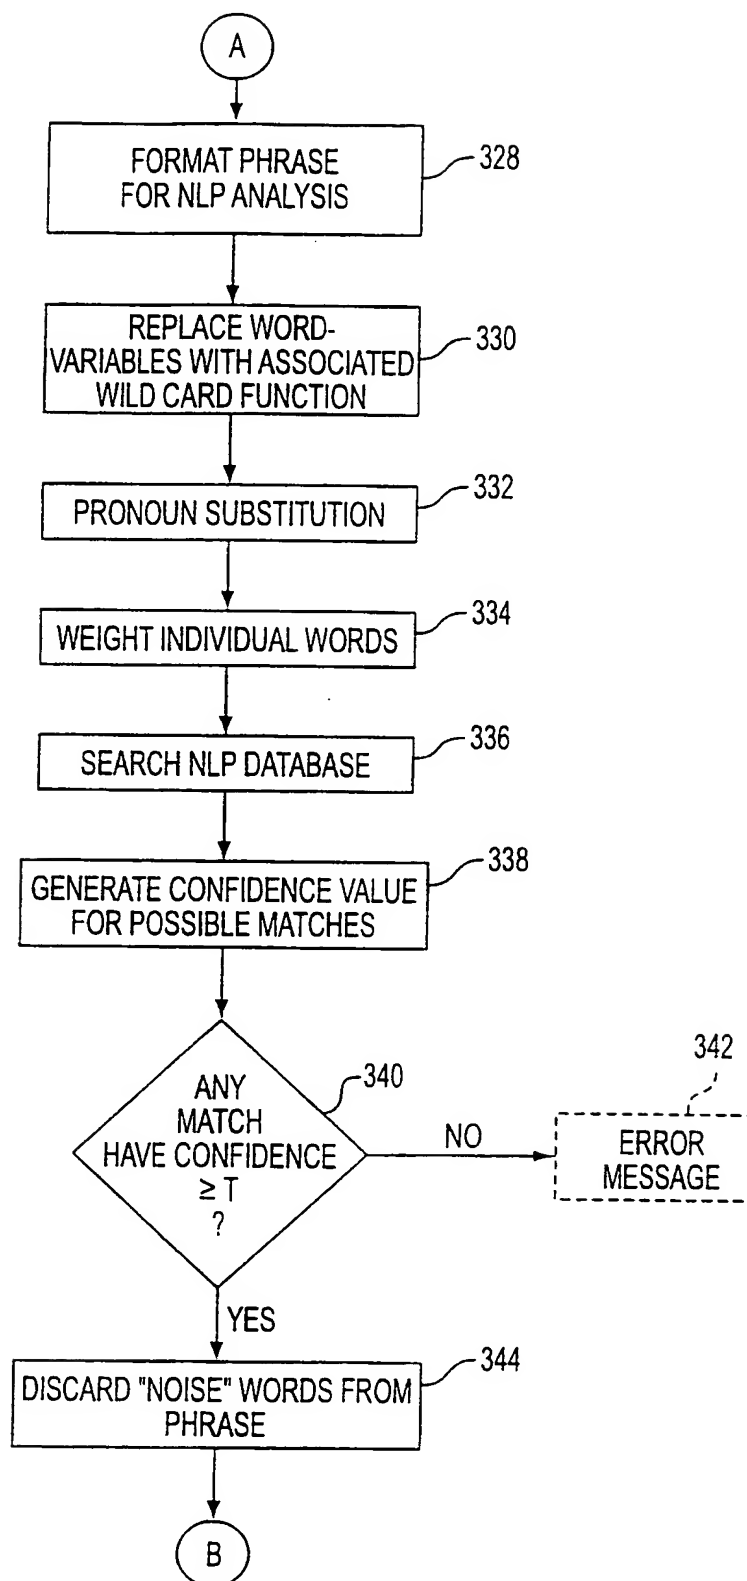 A
FORMAT PHRASE
FOR NLP ANALYSIS
328
REPLACE WORD-
VARIABLES WITH ASSOCIATED
WILD CARD FUNCTION
330
PRONOUN SUBSTITUTION
332
WEIGHT INDIVIDUAL WORDS
334
SEARCH NLP DATABASE
336
GENERATE CONFIDENCE VALUE
FOR POSSIBLE MATCHES
338
ANY
MATCH
HAVE CONFIDENCE
≥ T
?
340
NO
342
ERROR
MESSAGE
YES
DISCARD "NOISE" WORDS FROM
PHRASE
344
B